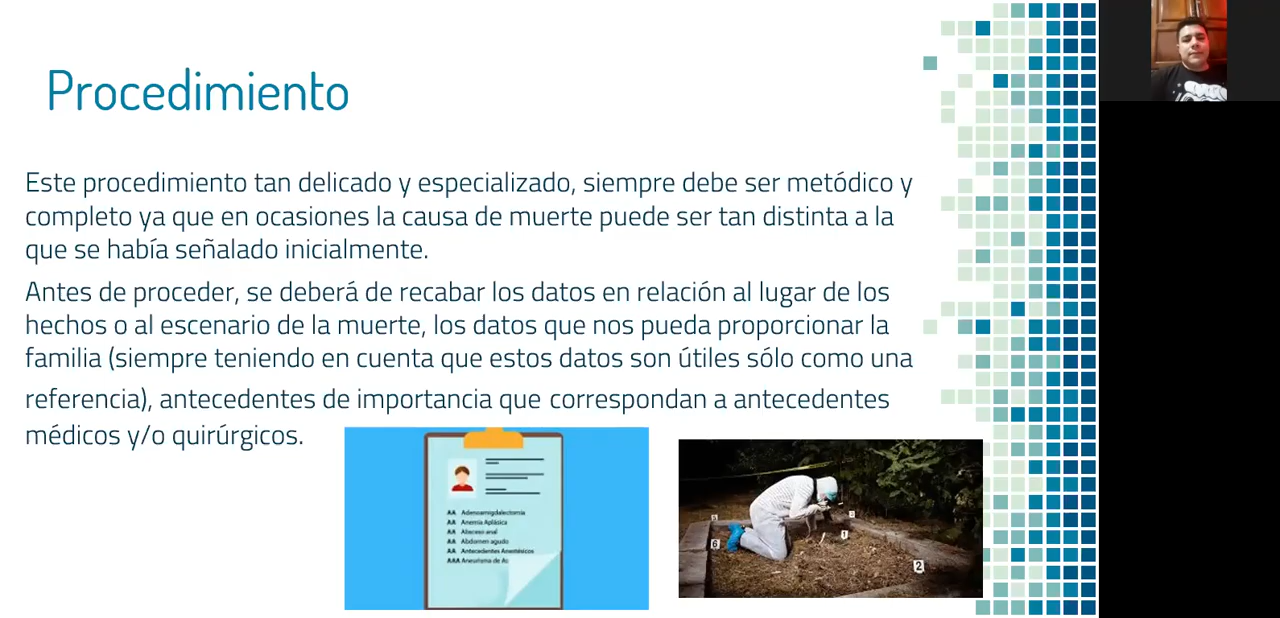 Procedimiento
Este procedimiento tan delicado y especializado, siempre debe ser metódico y
completo ya que en ocasiones la causa de muerte puede ser tan distinta a la
que se había señalado inicialmente.
Antes de proceder, se deberá de recabar los datos en relación al lugar de los
hechos o al escenario de la muerte, los datos que nos pueda proporcionar la
familia (siempre teniendo en cuenta que estos datos son útiles sólo como una
referencia), antecedentes de importancia que correspondan a antecedentes
médicos y/o quirúrgicos.
AA Adenoamigdalectomía
AA Anemia Aplásica
AA Absceso anal
AA Abdomen agudo
AA Antecedentes Anestésicos
AAA Aneurisma de Ao
6
1
2